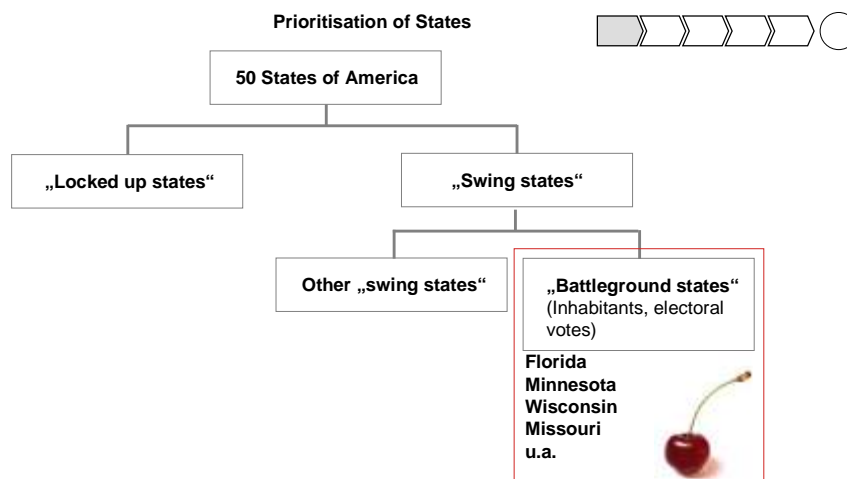 Prioritisation of States
50 States of America
„Locked up states“
„Swing states“
Other „swing states“
„Battleground states“
(Inhabitants, electoral
votes)
Florida
Minnesota
Wisconsin
Missouri
u.a.